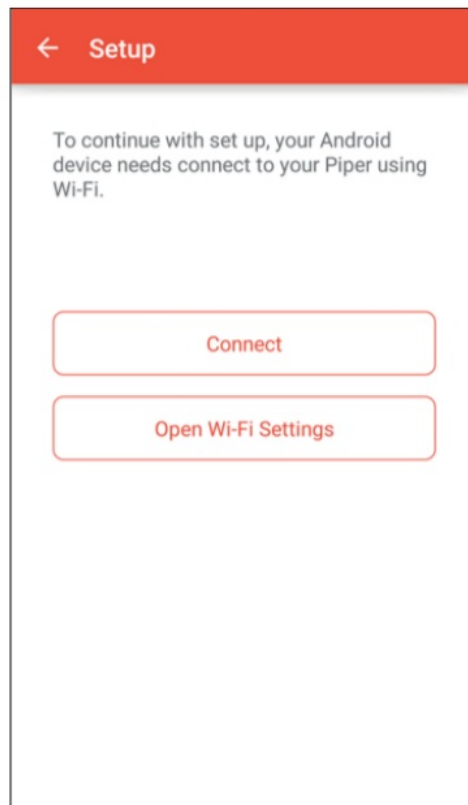 Setup
To continue with set up, your Android
device needs connect to your Piper using
Wi-Fi.
Connect
Open Wi-Fi Settings